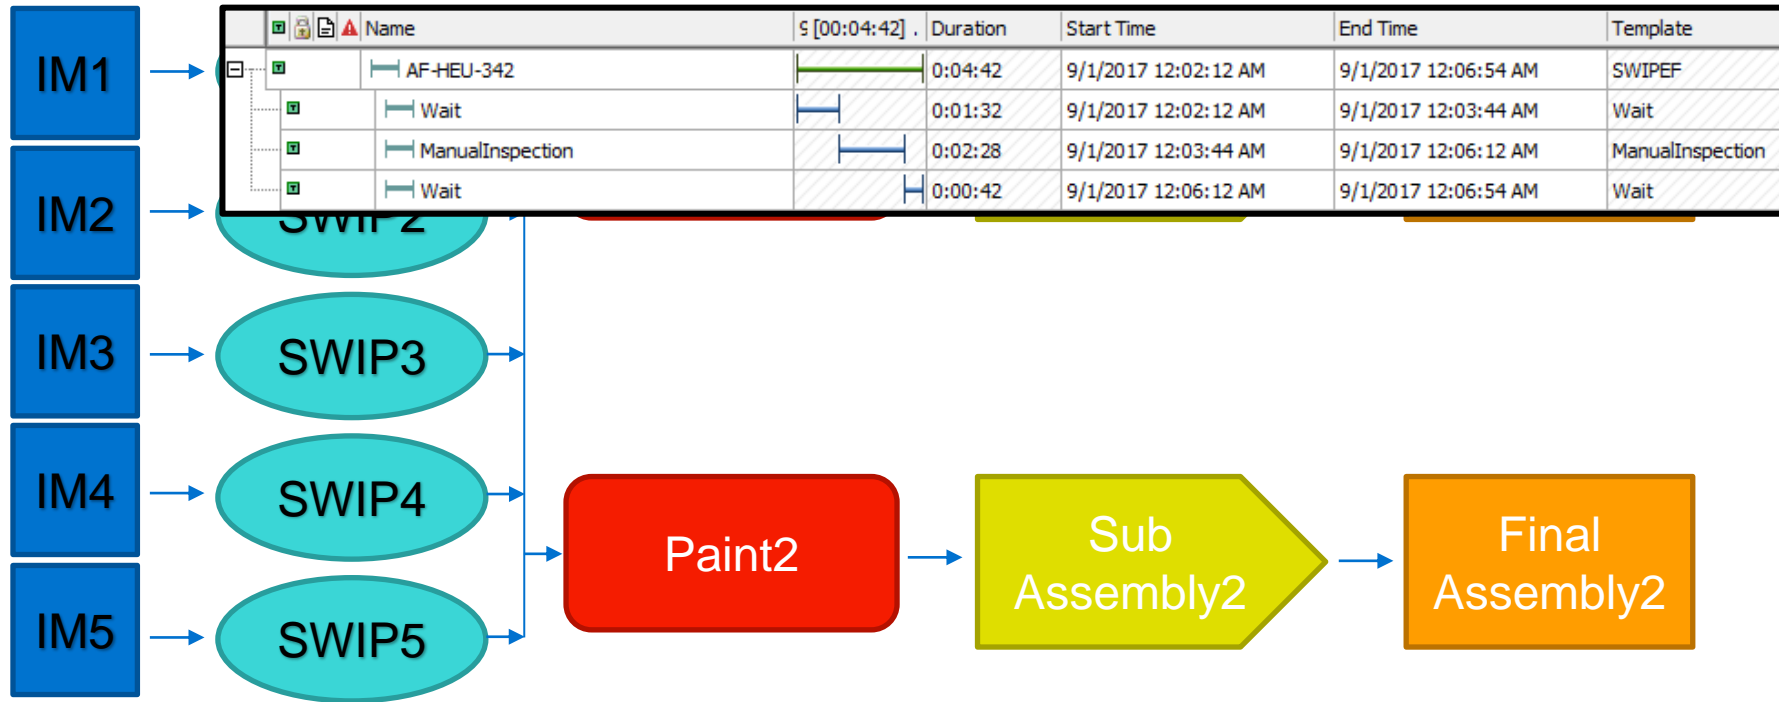 IM1
Name 9 [00:04:42] . Duration Start Time End Time Template
AF-HEU-342 0:04:42 9/1/2017 12:02:12 AM 9/1/2017 12:06:54 AM SWIPEF
Wait 0:01:32 9/1/2017 12:02:12 AM 9/1/2017 12:03:44 AM Wait
ManualInspection 0:02:28 9/1/2017 12:03:44 AM 9/1/2017 12:06:12 AM ManualInspection
Wait 0:00:42 9/1/2017 12:06:12 AM 9/1/2017 12:06:54 AM Wait
IM2
SWIP2
IM3
SWIP3
IM4
SWIP4
IM5
SWIP5
Paint2
Sub
Assembly2
Final
Assembly2